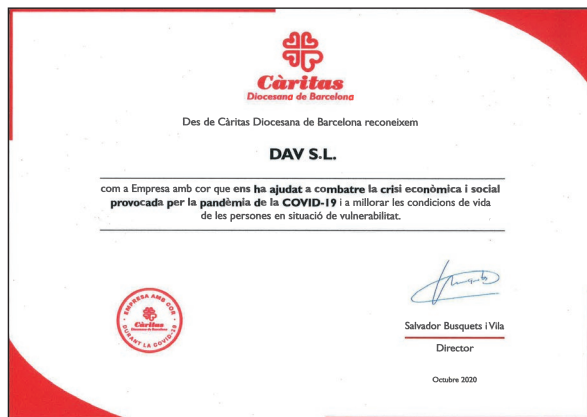 Càritas
Diocesana de Barcelona
Des de Càritas Diocesana de Barcelona reconeixem
DAV S.L.
com a Empresa amb cor que ens ha ajudat a combatre la crisi econòmica i social
provocada per la pandèmia de la COVID-19 i a millorar les condicions de vida
de les persones en situació de vulnerabilitat.
EMPRESA AMB COR
Càritas
Diocesana de Barcelona
DURANT LA COVID-19
Salvador Busquets i Vila
Director
Octubre 2020